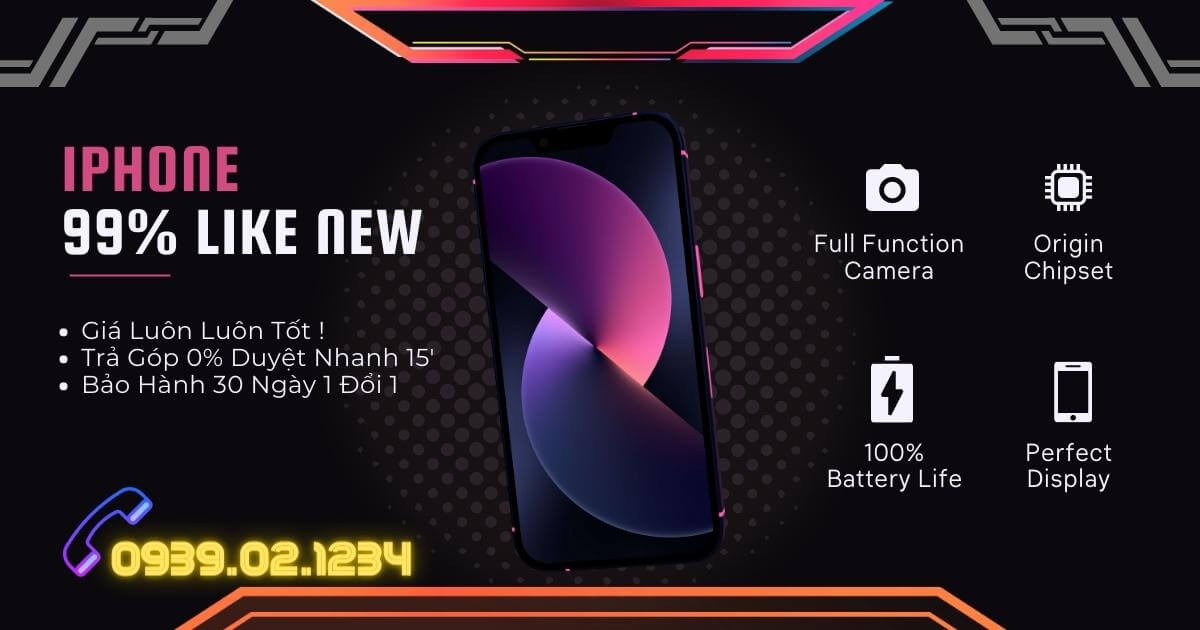 IPHONE
99% LIKE NEW
• Giá Luôn Luôn Tốt !
• Trả Góp 0% Duyệt Nhanh 15'
• Bảo Hành 30 Ngày 1 Đổi 1
0939.02.1234
Full Function
Camera
Origin
Chipset
100%
Battery Life
Perfect
Display